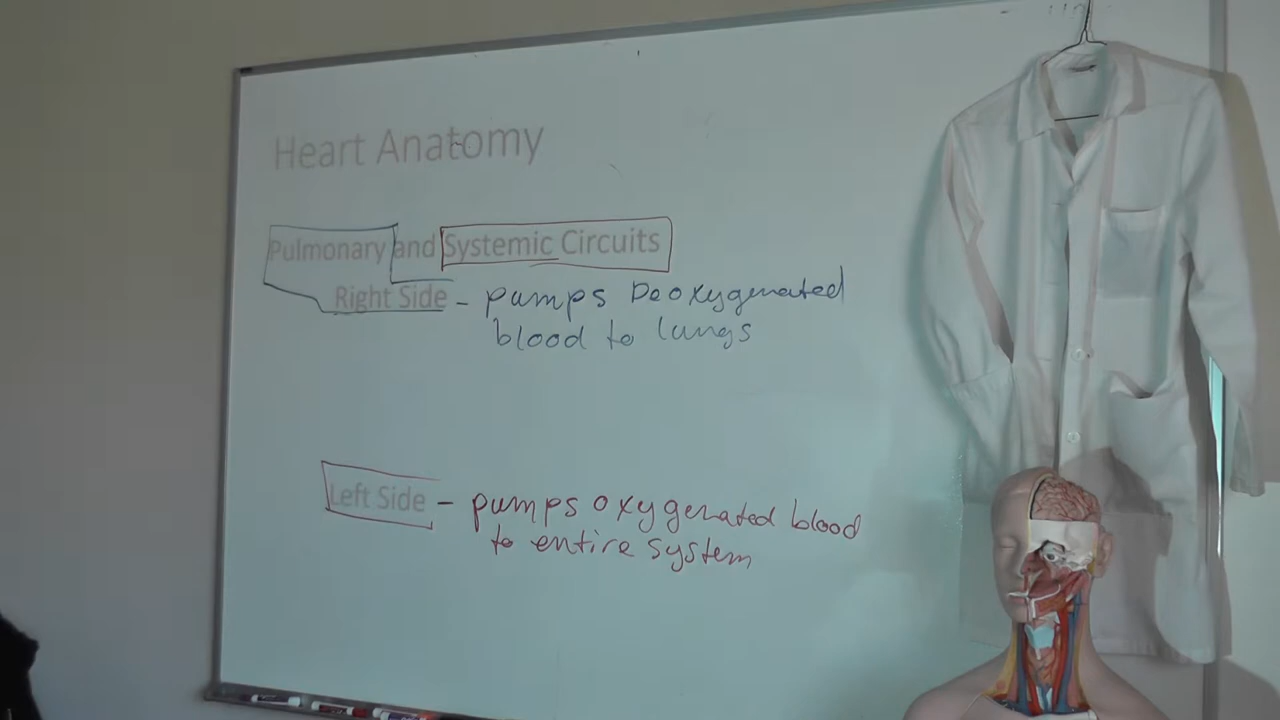 Heart Anatomy
Pulmonary and Systemic Circuits
Right Side - pumps Deoxygenated
blood to lungs
Left Side - pumps oxygenated blood
to entire system